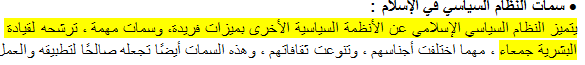 ● سمات النظام السياسي في الإسلام :
يتميز النظام السياسي الإسلامي عن الأنظمة السياسية الأخرى بميزات فريدة، وسمات مهمة ، ترشحه لقيادة
البشرية جمعاء ، مهما اختلفت أجناسهم ، وتنوعت ثقافاتهم ، وهذه السمات أيضًا تجعله صالحًا لتطبيقه والعمل